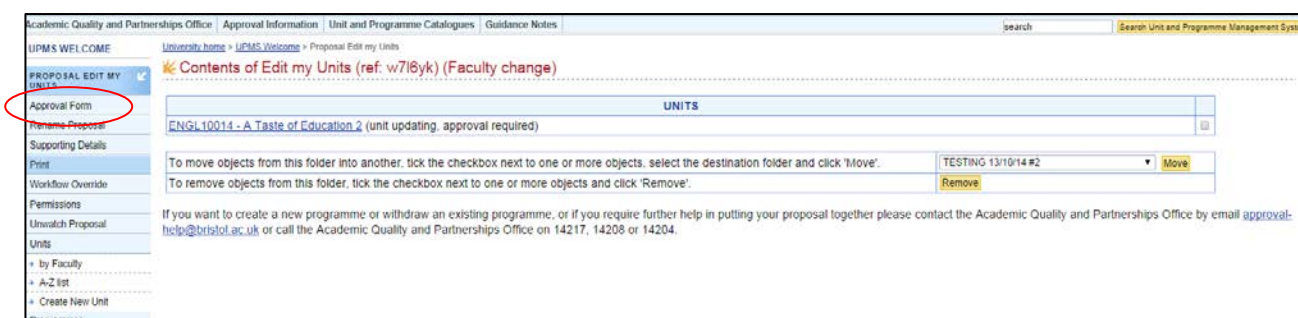 Academic Quality and Partnerships Office Approval Information Unit and Programme Catalogues Guidance Notes search Search Unit and Programme Management Syst
UPMS WELCOME
University home > UPMS Welcome > Proposal Edit my Units
PROPOSAL EDIT MY UNITS
Contents of Edit my Units (ref: w7l6yk) (Faculty change)
Approval Form
Rename Proposal
Supporting Details
Print
Workflow Override
Permissions
Unwatch Proposal
Units
by Faculty
A-Z list
Create New Unit
UNITS
ENGL10014 - A Taste of Education 2 (unit updating, approval required)
To move objects from this folder into another, tick the checkbox next to one or more objects, select the destination folder and click 'Move'. TESTING 13/10/14 #2 Move
To remove objects from this folder, tick the checkbox next to one or more objects and click 'Remove'. Remove
If you want to create a new programme or withdraw an existing programme, or if you require further help in putting your proposal together please contact the Academic Quality and Partnerships Office by email approval-
help@bristol.ac.uk or call the Academic Quality and Partnerships Office on 14217, 14208 or 14204.